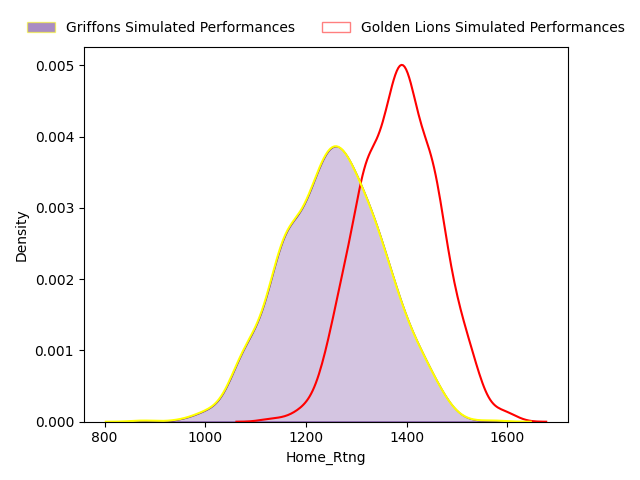 Griffons Simulated Performances Golden Lions Simulated Performances
0.005
0.004
0.003
0.002
0.001
0.000
Density
800 1000 1200 1400 1600
Home_Rtng